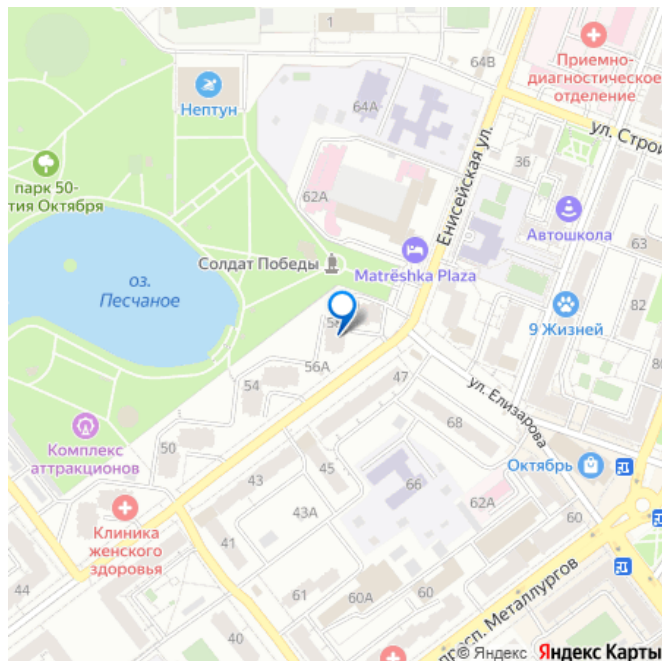 1
64В
Приемно-
диагностическое
отделение
Нептун
64А
ул. Строи
36
парк 50-
тия Октября
62А
Енисейская ул.
Автошкола
63
Солдат Победы
Matrëshka Plaza
оз.
Песчаное
82
9 Жизней
56А
47
54
ул. Елизарова
68
Комплекс
аттракционов
50
45
Октябрь
43
66
Клиника
женского
здоровья
43А
62А
60
41
44
61
60А
60
просп. Металлургов
40
© Яндекс Яндекс Карты